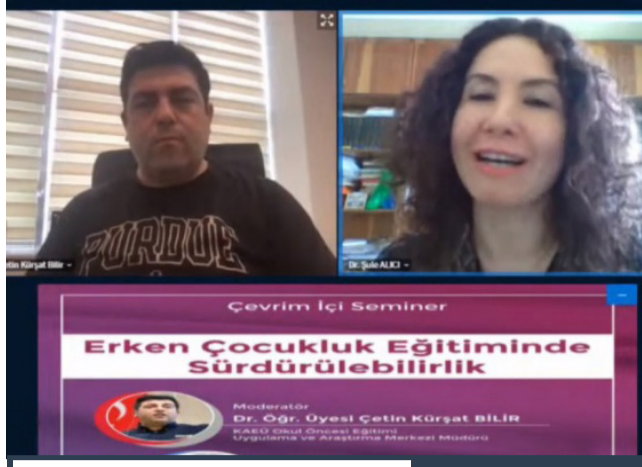 PURDUE
etin Kürşat Bilir
Dr. Şule ALICI
Çevrim İçi Seminer
Erken Çocukluk Eğitiminde
Sürdürülebilirlik
Moderatör
Dr. Öğr. Üyesi Çetin Kürşat BİLİR
KAEÜ Okul Öncesi Eğitimi
Uygulama ve Araştırma Merkezi Müdürü